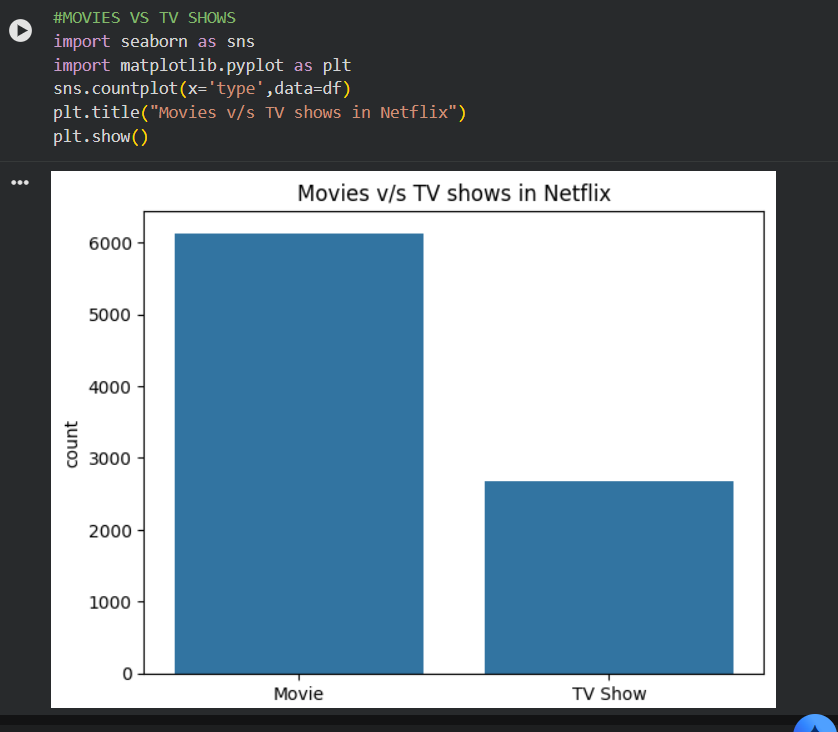 #MOVIES VS TV SHOWS
import seaborn as sns
import matplotlib.pyplot as plt
sns.countplot(x='type',data=df)
plt.title("Movies v/s TV shows in Netflix")
plt.show()
Movies v/s TV shows in Netflix
6000
5000
4000
3000
2000
1000
0
count
Movie
TV Show